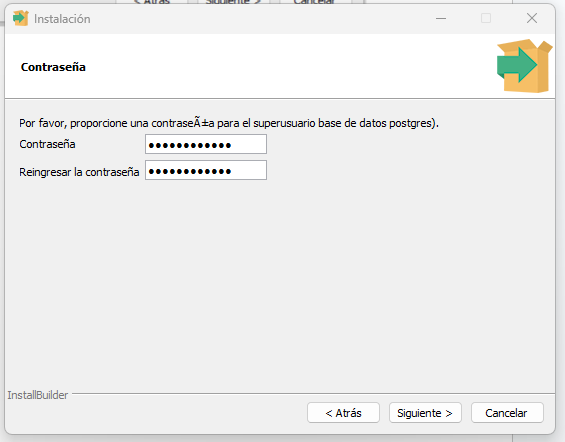 < Atrás Siguiente > Cancelar
Instalación
Contraseña
Por favor, proporcione una contraseÃ±a para el superusuario base de datos postgres).
Contraseña ●●●●●●●●●●●●
Reingresar la contraseña ●●●●●●●●●●●●
InstallBuilder
< Atrás Siguiente > Cancelar